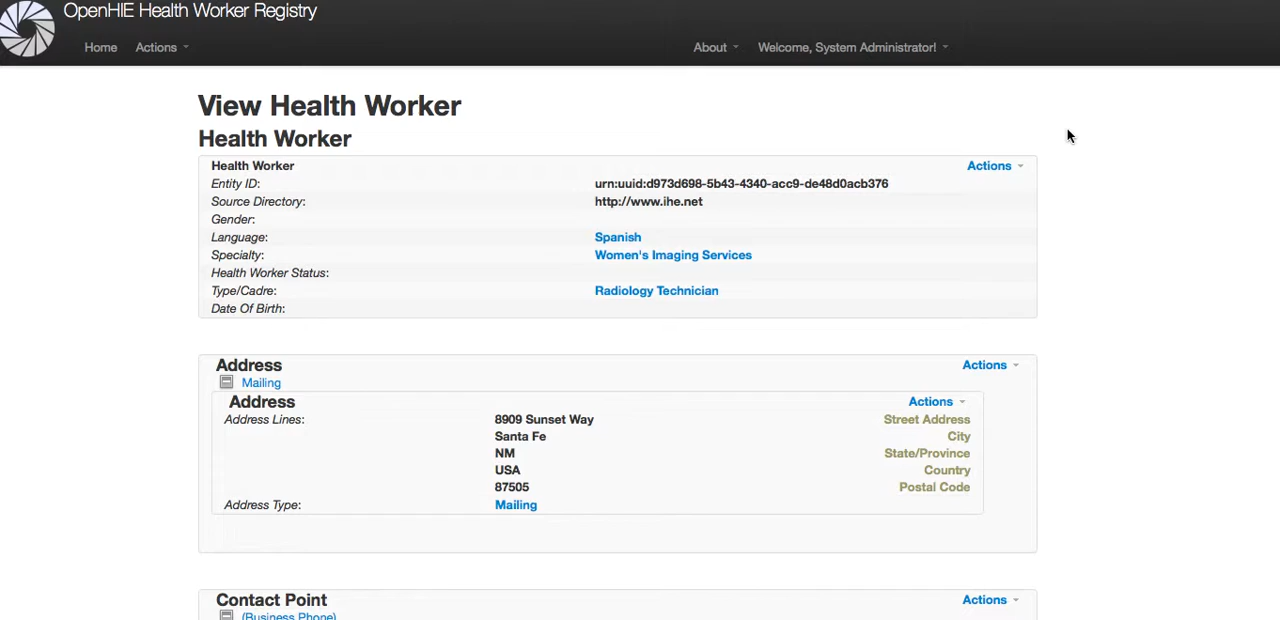 OpenHIE Health Worker Registry
Home Actions About Welcome, System Administrator!
View Health Worker
Health Worker
Health Worker Actions
Entity ID: urn:uuid:d973d698-5b43-4340-acc9-de48d0acb376
Source Directory: http://www.ihe.net
Gender:
Language: Spanish
Specialty: Women's Imaging Services
Health Worker Status:
Type/Cadre: Radiology Technician
Date Of Birth:
Address Actions
Mailing
Address Actions
Address Lines: 8909 Sunset Way Street Address
Santa Fe City
NM State/Province
USA Country
87505 Postal Code
Address Type: Mailing
Contact Point Actions
(Business Phone)